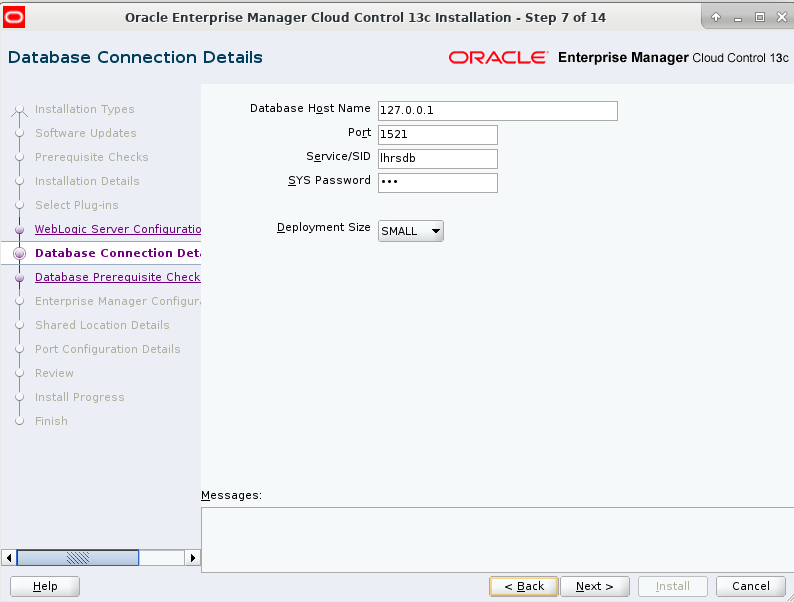 Oracle Enterprise Manager Cloud Control 13c Installation - Step 7 of 14
Database Connection Details
ORACLE Enterprise Manager Cloud Control 13c
Installation Types
Software Updates
Prerequisite Checks
Installation Details
Select Plug-ins
WebLogic Server Configuratio
Database Connection Deta
Database Prerequisite Check
Enterprise Manager Configura
Shared Location Details
Port Configuration Details
Review
Install Progress
Finish
Database Host Name 127.0.0.1
Port 1521
Service/SID lhrsdb
SYS Password •••
Deployment Size SMALL
Messages:
Help
< Back
Next >
Install
Cancel